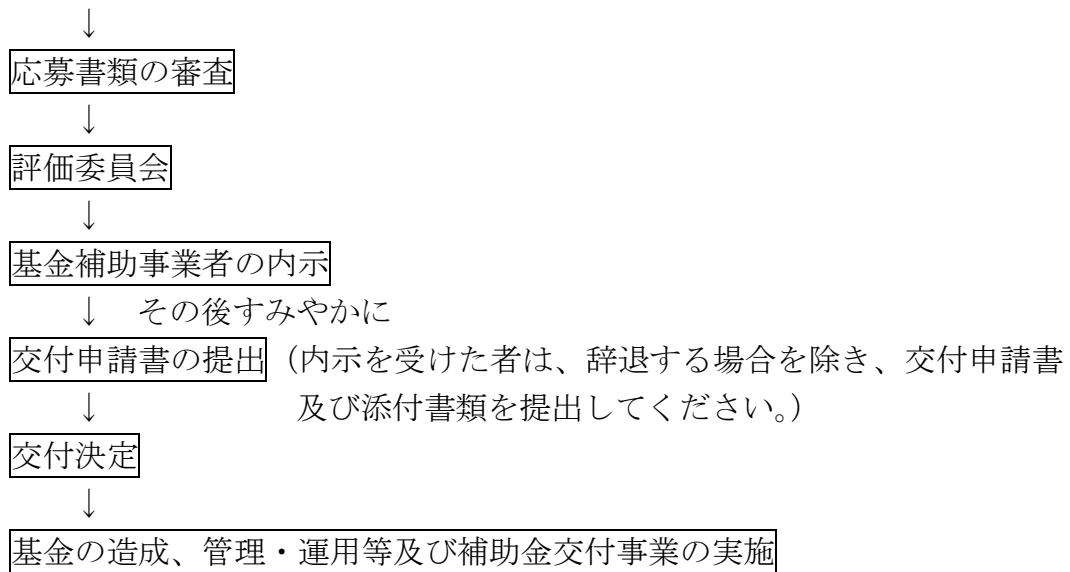 ↓
応募書類の審査
↓
評価委員会
↓
基金補助事業者の内示
↓ その後すみやかに
交付申請書の提出（内示を受けた者は、辞退する場合を除き、交付申請書
↓ 及び添付書類を提出してください。）
交付決定
↓
基金の造成、管理・運用等及び補助金交付事業の実施